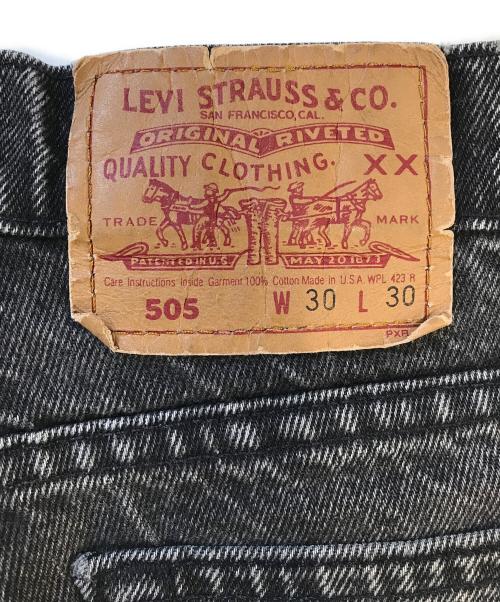 LEVI STRAUSS & CO.
SAN FRANCISCO, CAL.
ORIGINAL RIVETED
QUALITY CLOTHING. XX
TRADE MARK
PATENTED IN U.S. MAY 20 1873
Care Instructions Inside Garment 100% Cotton Made in U.S.A. WPL 423 R
505 W 30 L 30
PXR